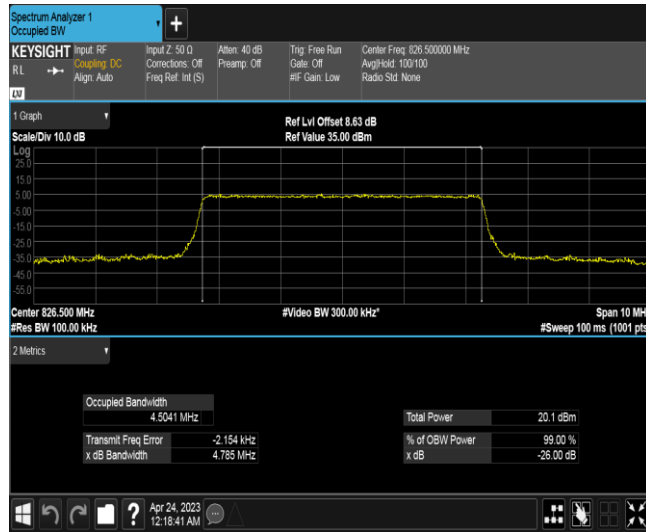 Spectrum Analyzer 1
Occupied BW
KEYSIGHT
Input: RF
Coupling: DC
Align: Auto
Input Z: 50 Ω
Corrections: Off
Freq Ref: Int (S)
Atten: 40 dB
Preamp: Off
Trig: Free Run
Gate: Off
#IF Gain: Low
Center Freq: 826.500000 MHz
Avg|Hold: 100/100
Radio Std: None
R L
LXI
1 Graph
Ref Lvl Offset 8.63 dB
Scale/Div 10.0 dB
Ref Value 35.00 dBm
Log
25.0
15.0
5.00
-5.00
-15.0
-25.0
-35.0
-45.0
-55.0
Center 826.500 MHz
#Video BW 300.00 kHz*
Span 10 MH
#Res BW 100.00 kHz
#Sweep 100 ms (1001 pts
2 Metrics
Occupied Bandwidth
4.5041 MHz
Total Power 20.1 dBm
Transmit Freq Error -2.154 kHz
% of OBW Power 99.00 %
x dB Bandwidth 4.785 MHz
x dB -26.00 dB
Apr 24, 2023
12:18:41 AM